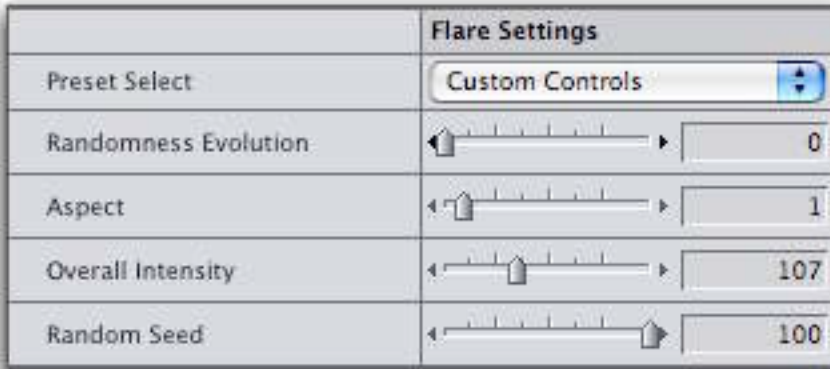 Flare Settings
Preset Select Custom Controls
Randomness Evolution 0
Aspect 1
Overall Intensity 107
Random Seed 100